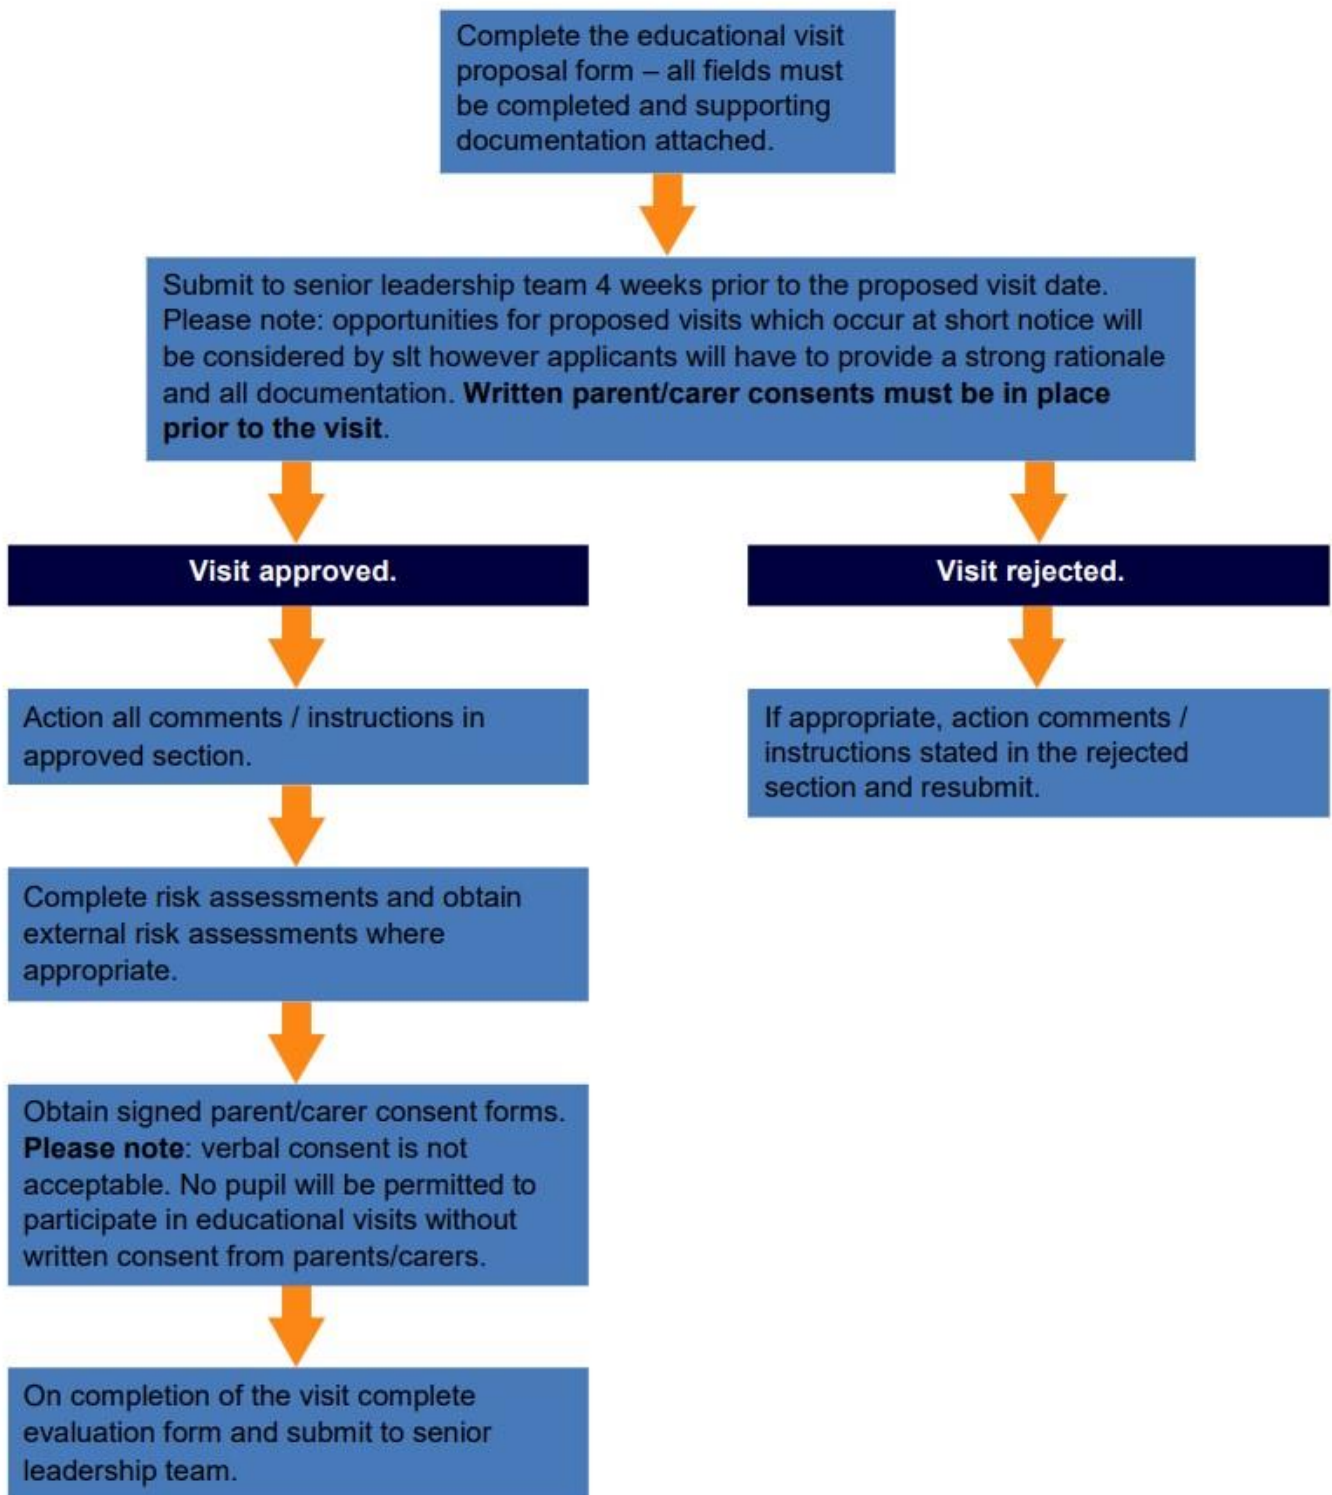 Complete the educational visit
proposal form – all fields must
be completed and supporting
documentation attached.
Submit to senior leadership team 4 weeks prior to the proposed visit date.
Please note: opportunities for proposed visits which occur at short notice will
be considered by slt however applicants will have to provide a strong rationale
and all documentation. Written parent/carer consents must be in place
prior to the visit.
Visit approved.
Visit rejected.
Action all comments / instructions in
approved section.
If appropriate, action comments /
instructions stated in the rejected
section and resubmit.
Complete risk assessments and obtain
external risk assessments where
appropriate.
Obtain signed parent/carer consent forms.
Please note: verbal consent is not
acceptable. No pupil will be permitted to
participate in educational visits without
written consent from parents/carers.
On completion of the visit complete
evaluation form and submit to senior
leadership team.